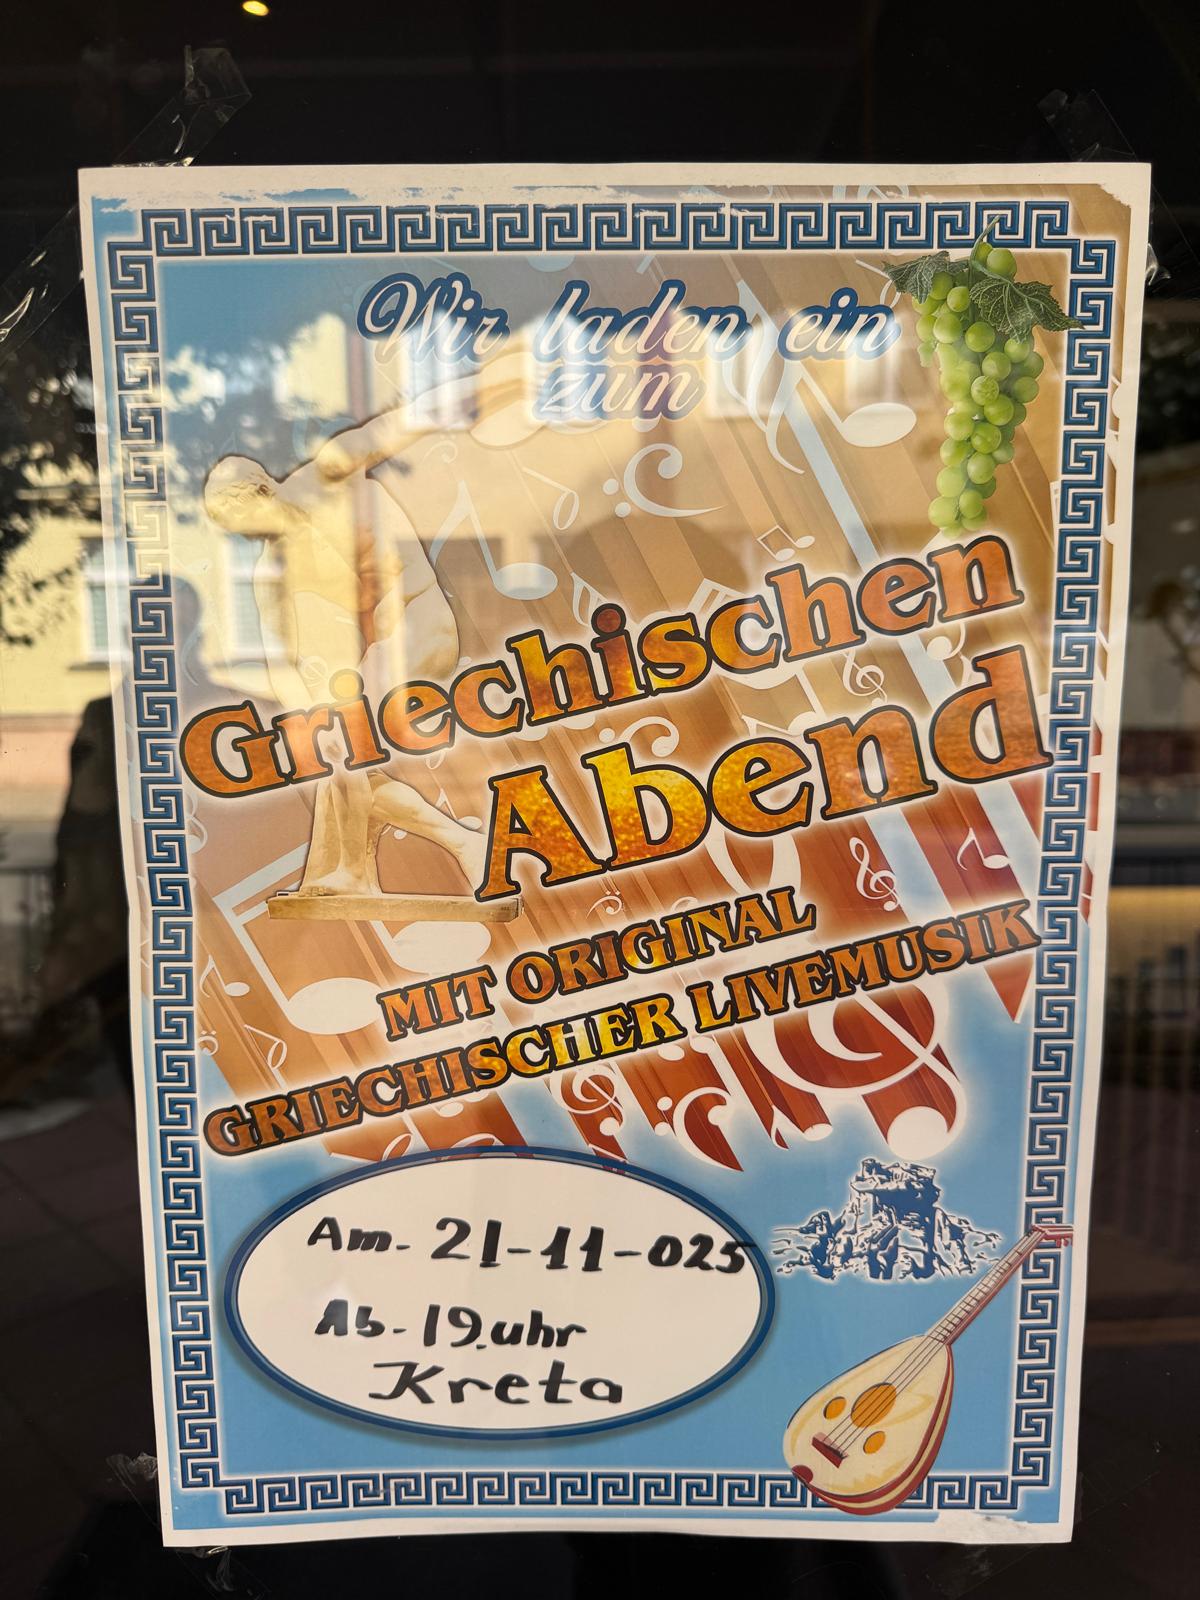 Wir laden ein
zum
Griechischen
Abend
MIT ORIGINAL
GRIECHISCHER LIVEMUSIK
Am. 21-11-025
Ab. 19.uhr
Kreta